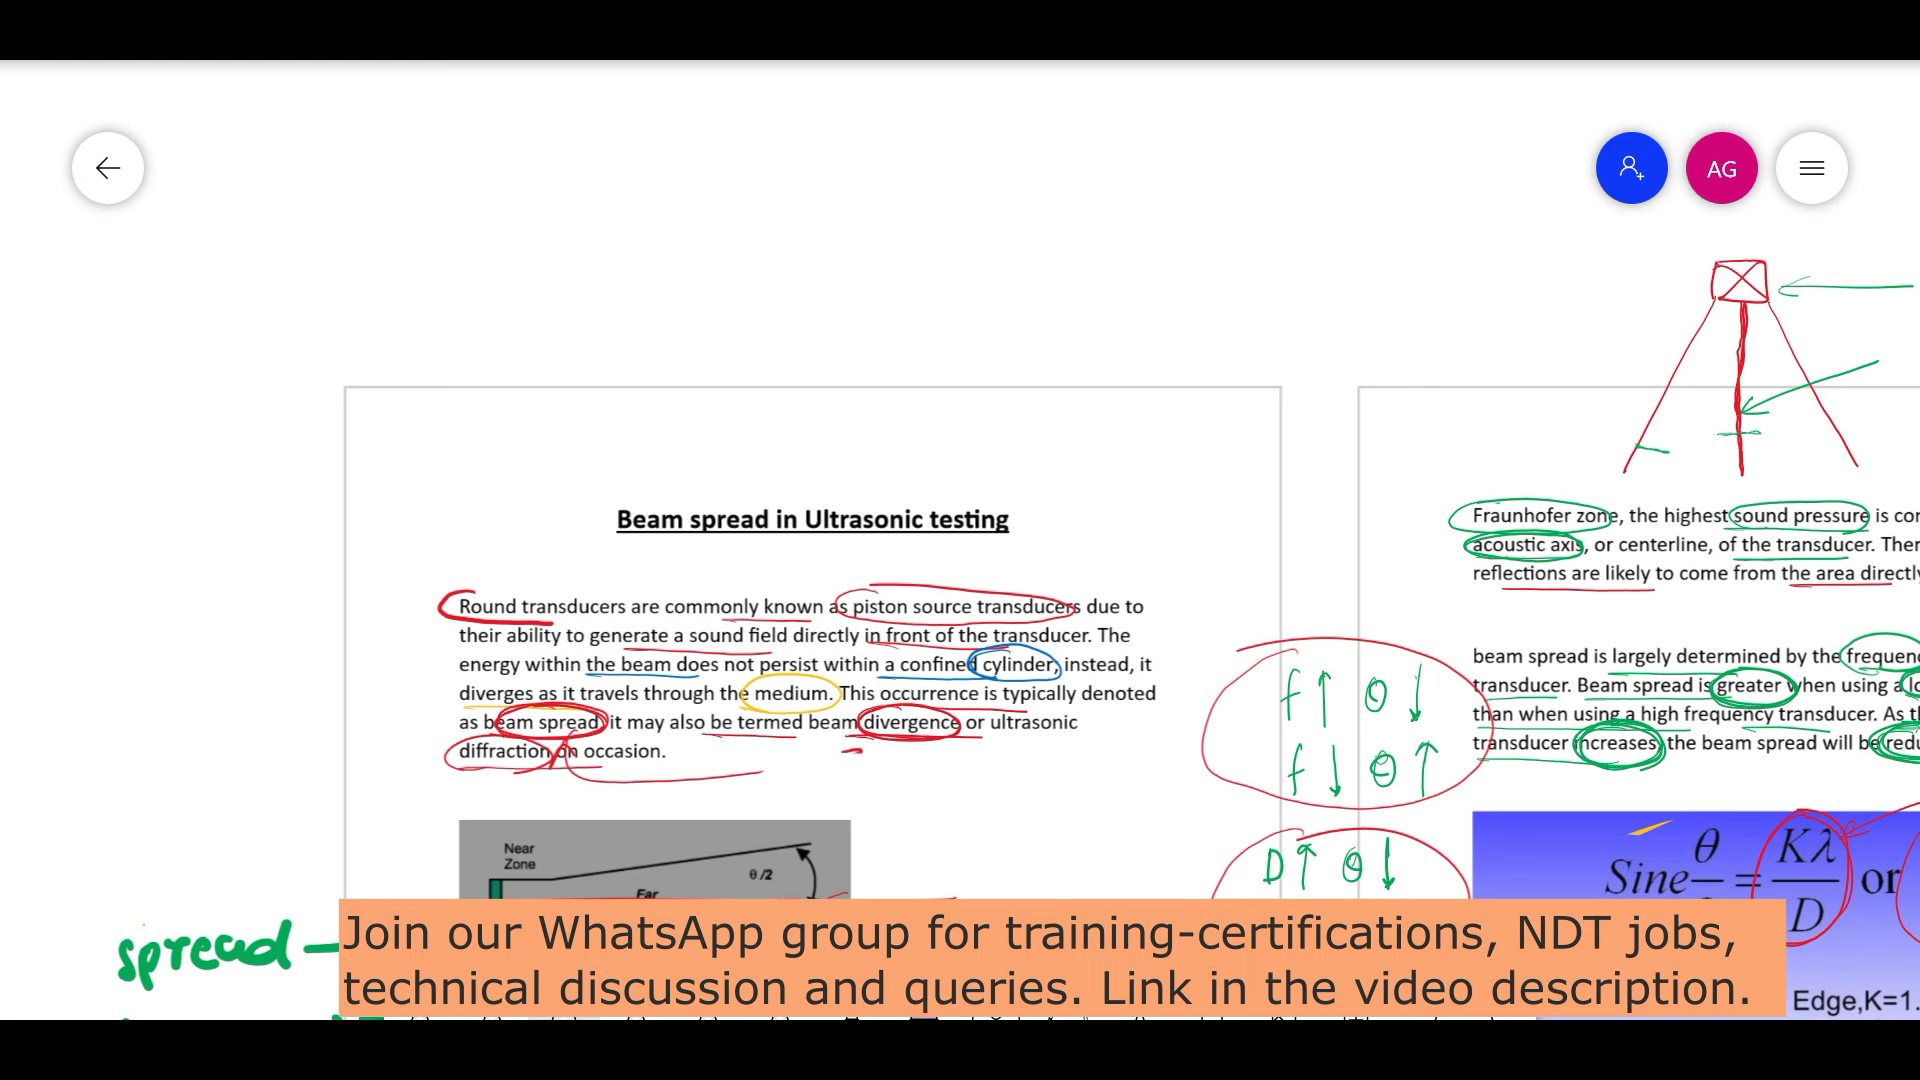 AG
Beam spread in Ultrasonic testing
Round transducers are commonly known as piston source transducers due to
their ability to generate a sound field directly in front of the transducer. The
energy within the beam does not persist within a confined cylinder, instead, it
diverges as it travels through the medium. This occurrence is typically denoted
as beam spread, it may also be termed beam divergence or ultrasonic
diffraction on occasion.
Near
Zone
θ/2
Far
spread
Fraunhofer zone, the highest sound pressure is
acoustic axis, or centerline, of the transducer.
reflections are likely to come from the area directly
f ↑ θ ↓
f ↓ θ ↑
D ↑ θ ↓
beam spread is largely determined by the
transducer. Beam spread is greater when using a
than when using a high frequency transducer. As
transducer increases, the beam spread will be
Sine θ = Kλ / D or
Edge,K=1.
Join our WhatsApp group for training-certifications, NDT jobs,
technical discussion and queries. Link in the video description.